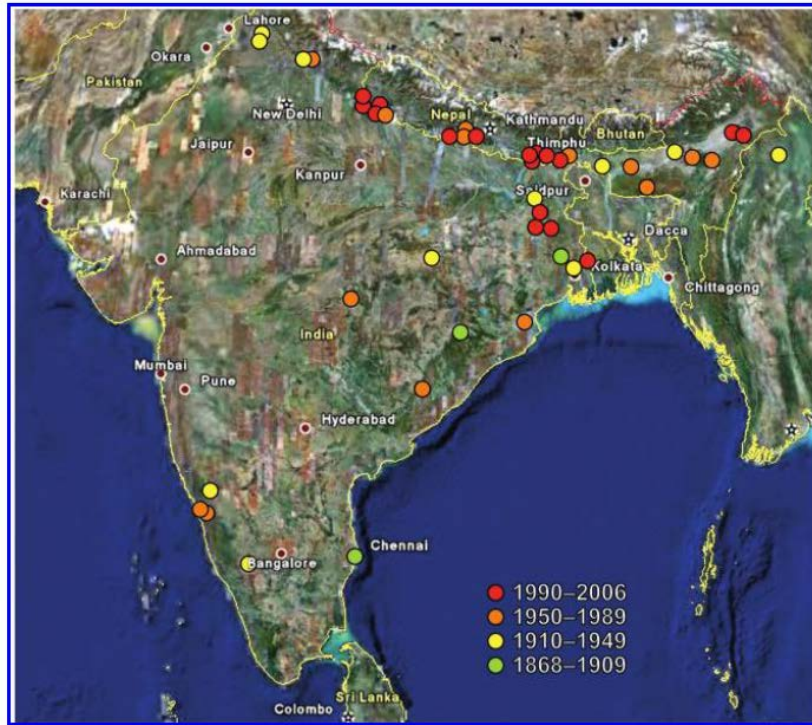 Lahore
Okara
Pakistan
New Delhi
Nepal
Kathmandu
Thimphu
Bhutan
Jaipur
Kanpur
Saidpur
Karachi
Dacca
Ahmadabad
Kolkata
Chittagong
India
Mumbai
Pune
Hyderabad
Chennai
Bangalore
1990–2006
1950–1989
1910–1949
1868–1909
Sri Lanka
Colombo